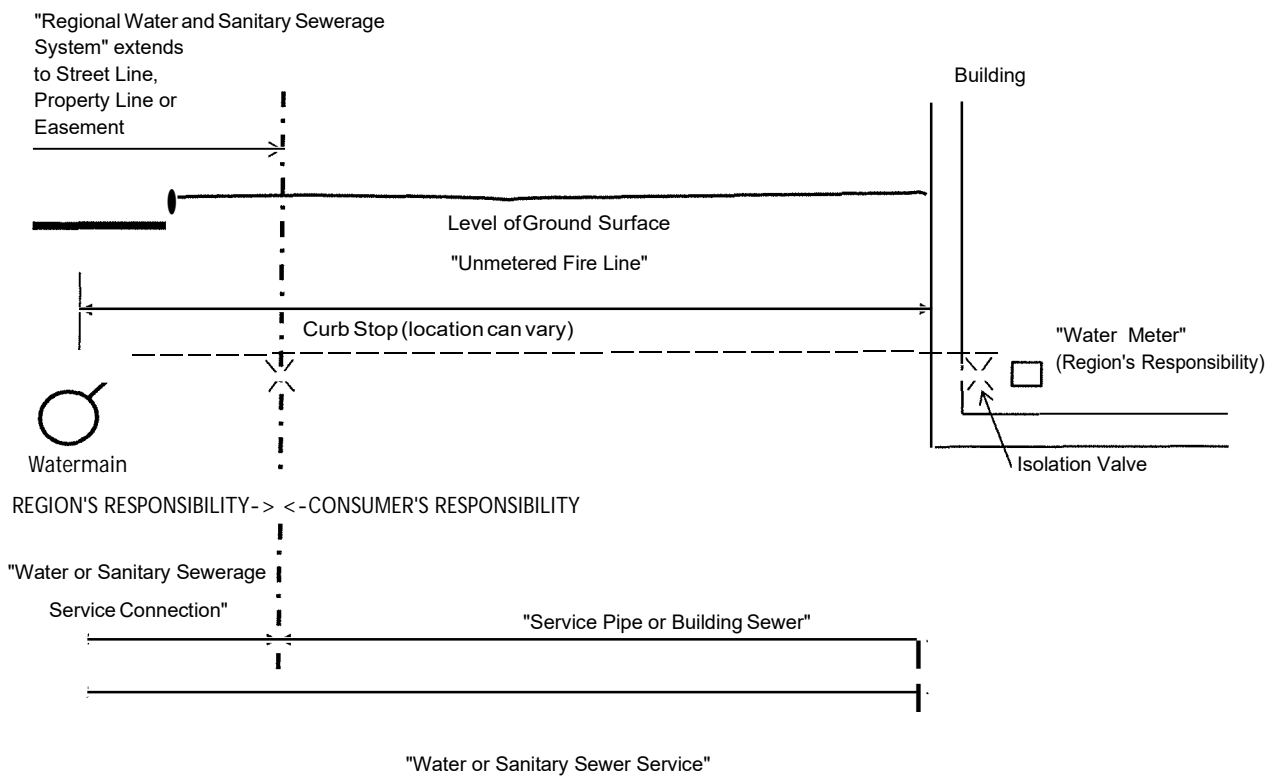 "Regional Water and Sanitary Sewerage
System" extends
to Street Line,
Property Line or
Easement
Building
Level of Ground Surface
"Unmetered Fire Line"
Curb Stop (location can vary)
"Water Meter"
(Region's Responsibility)
Watermain
Isolation Valve
REGION'S RESPONSIBILITY-> <-CONSUMER'S RESPONSIBILITY
"Water or Sanitary Sewerage
Service Connection"
"Service Pipe or Building Sewer"
"Water or Sanitary Sewer Service"